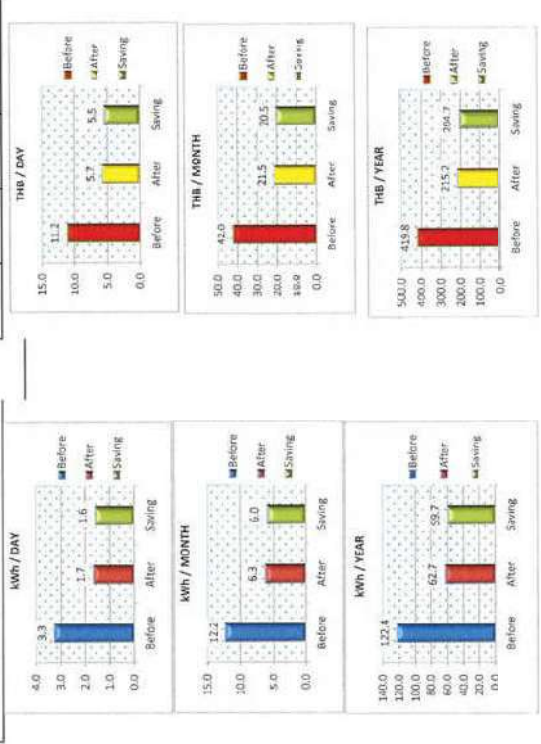 kWh / DAY
4.0
3.0
2.0
1.0
0.0
3.3
1.7
1.6
Before
After
Saving
Before
After
Saving
kWh / MONTH
15.0
10.0
5.0
0.0
12.2
6.3
6.0
Before
After
Saving
Before
After
Saving
kWh / YEAR
140.0
120.0
100.0
80.0
60.0
40.0
20.0
0.0
122.4
62.7
59.7
Before
After
Saving
Before
After
Saving
THB / DAY
15.0
10.0
5.0
0.0
11.2
5.7
5.5
Before
After
Saving
Before
After
Saving
THB / MONTH
50.0
40.0
30.0
20.0
0.0
42.0
21.5
20.5
Before
After
Saving
Before
After
THB / YEAR
500.0
400.0
300.0
200.0
100.0
0.0
419.8
215.2
204.7
Before
After
Saving
Before
After
Saving